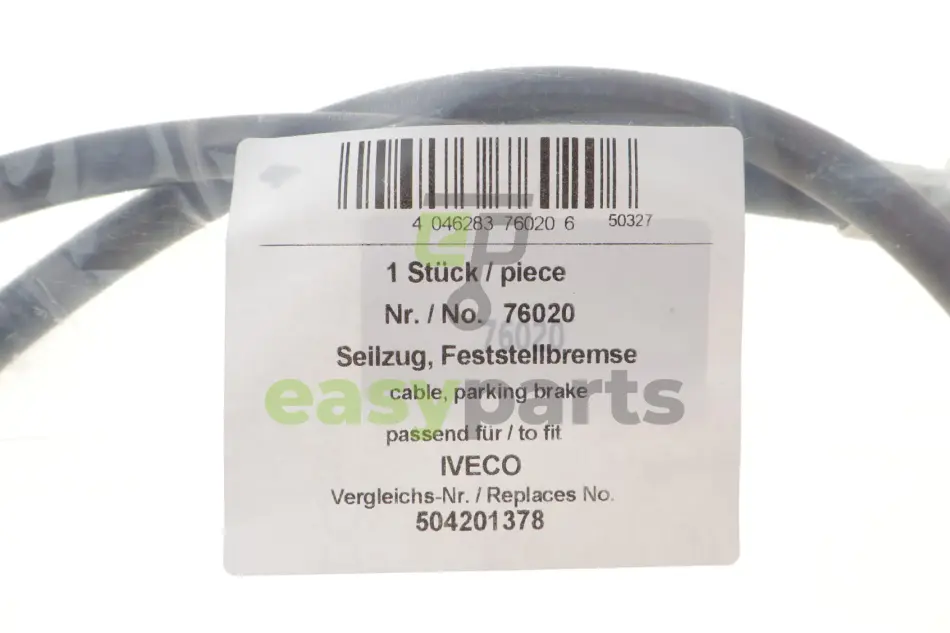 4 046283 76020 6 50327
1 Stück / piece
Nr. / No. 76020
76020
Seilzug, Feststellbremse
cable, parking brake
easyparts
passend für / to fit
IVECO
Vergleichs-Nr. / Replaces No.
504201378